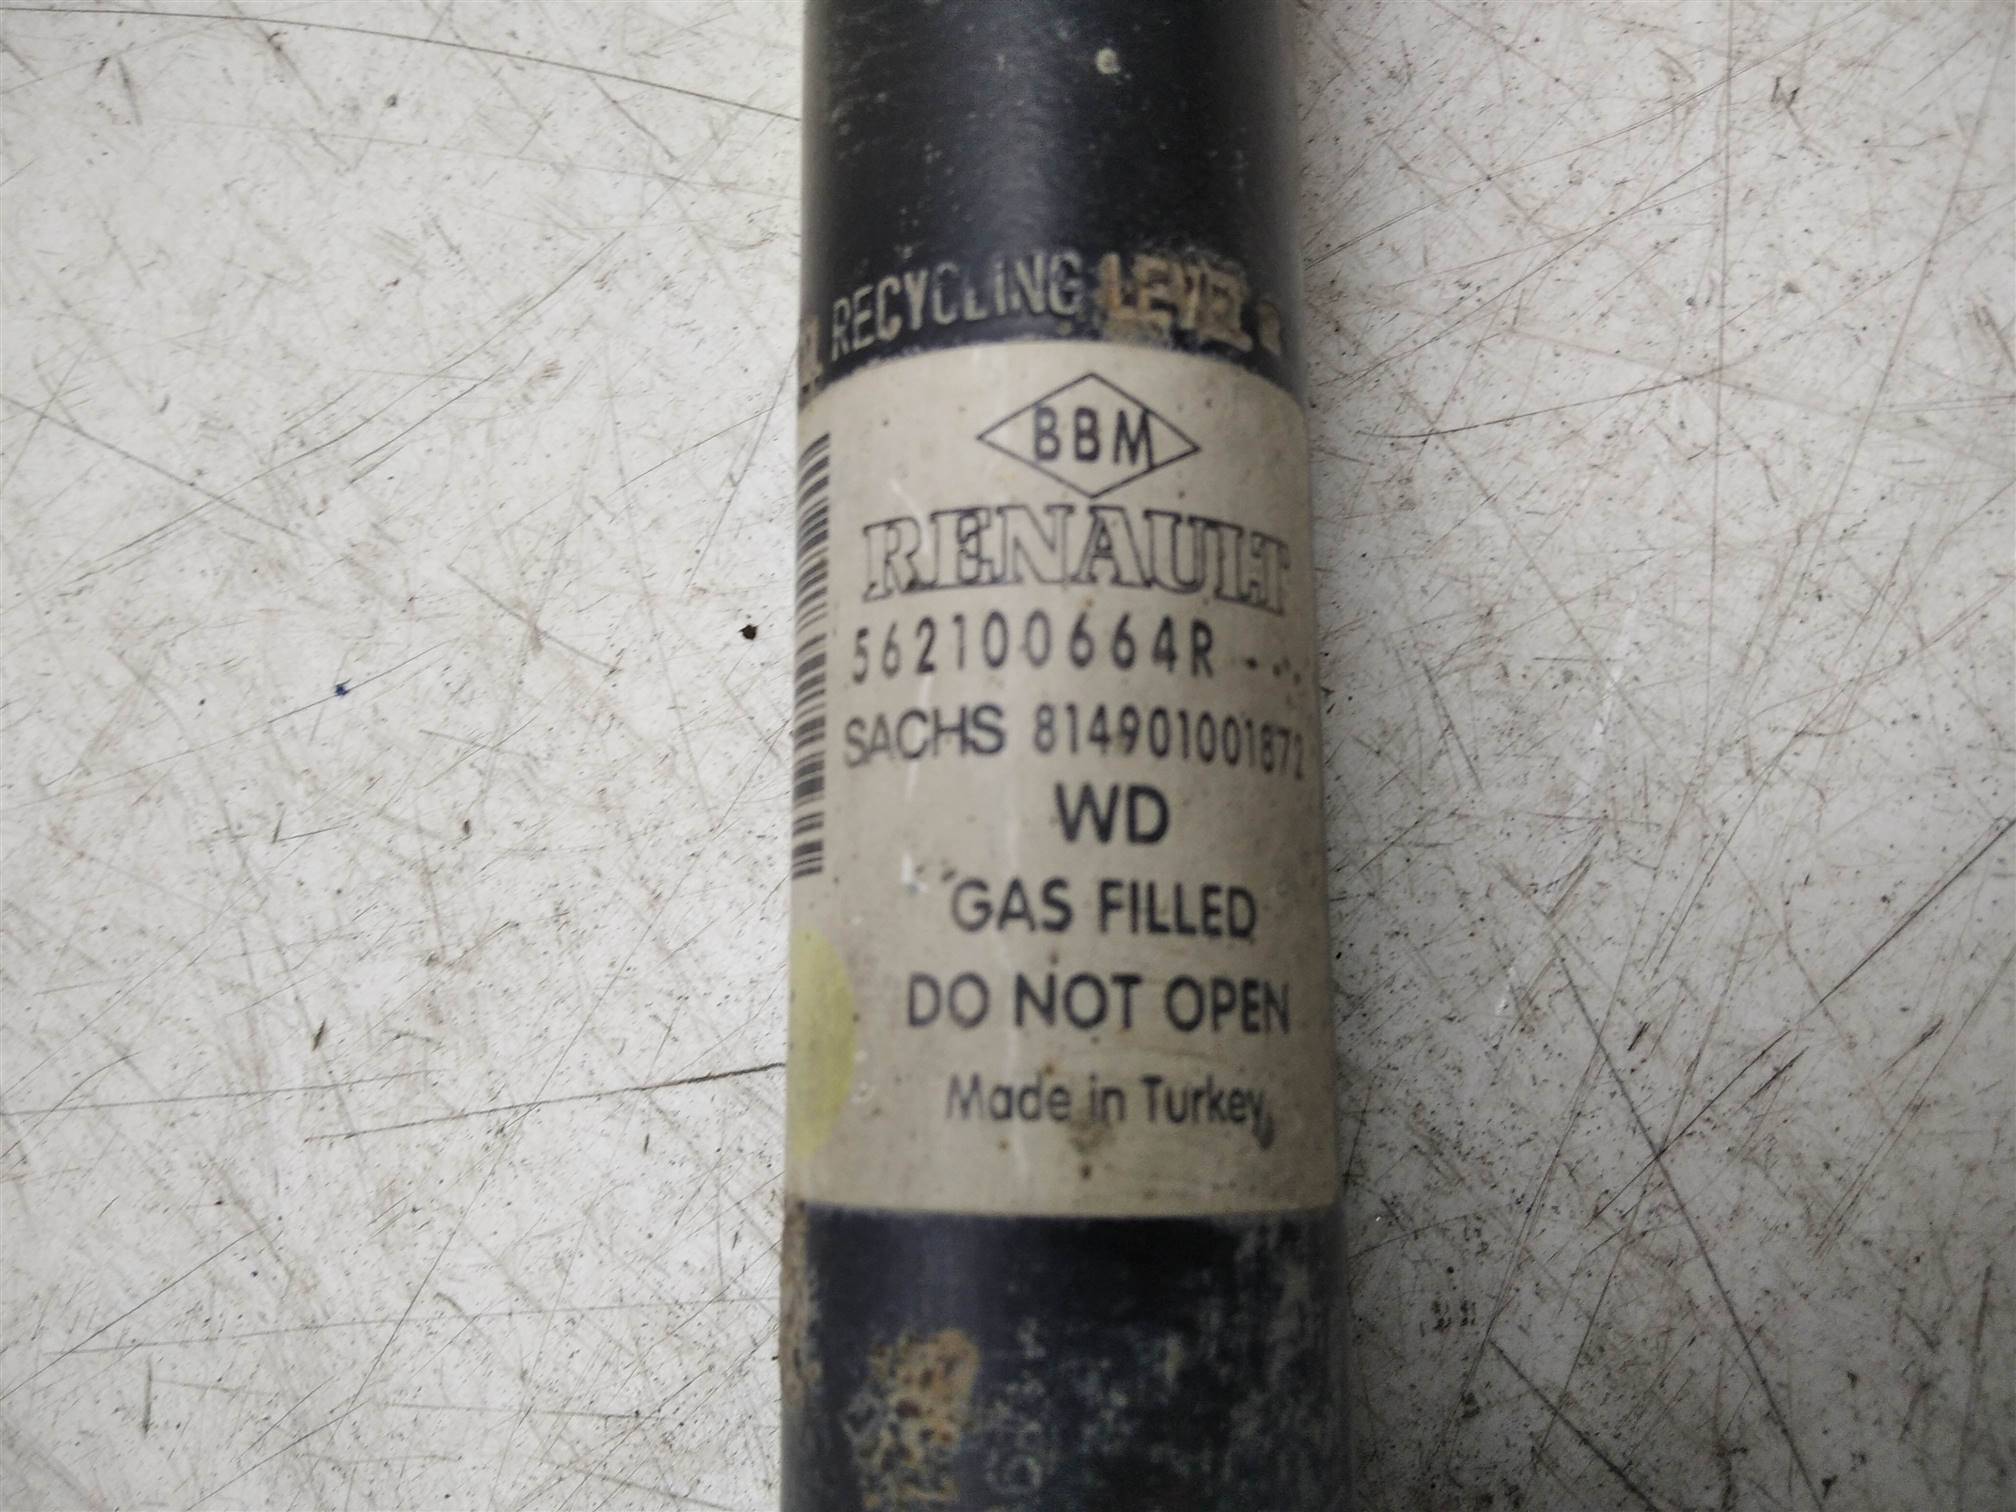 RECYCLING LEVEL
BBM
RENAULT
562100664R
SACHS 814901001872
WD
GAS FILLED
DO NOT OPEN
Made in Turkey